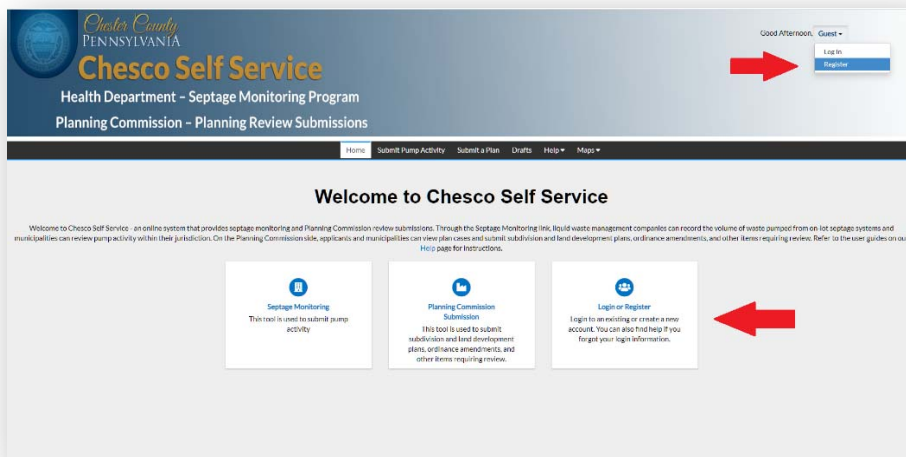 Chester County
PENNSYLVANIA
Chesco Self Service
Health Department – Septage Monitoring Program
Planning Commission – Planning Review Submissions
Good Afternoon, Guest
Log In
Register
Home Submit Pump Activity Submit a Plan Drafts Help Maps
Welcome to Chesco Self Service
Welcome to Chesco Self Service - an online system that provides septage monitoring and Planning Commission review submissions. Through the Septage Monitoring link, liquid waste management companies can record the volume of waste pumped from on-lot septage systems and
municipalities can review pump activity within their jurisdiction. On the Planning Commission side, applicants and municipalities can view plan cases and submit subdivision and land development plans, ordinance amendments, and other items requiring review. Refer to the user guides on
Help page for instructions.
Septage Monitoring
This tool is used to submit pump
activity
Planning Commission
Submission
This tool is used to submit
subdivision and land development
plans, ordinance amendments, and
other items requiring review.
Login or Register
Login to an existing or create a new
account. You can also find help if you
forgot your login information.